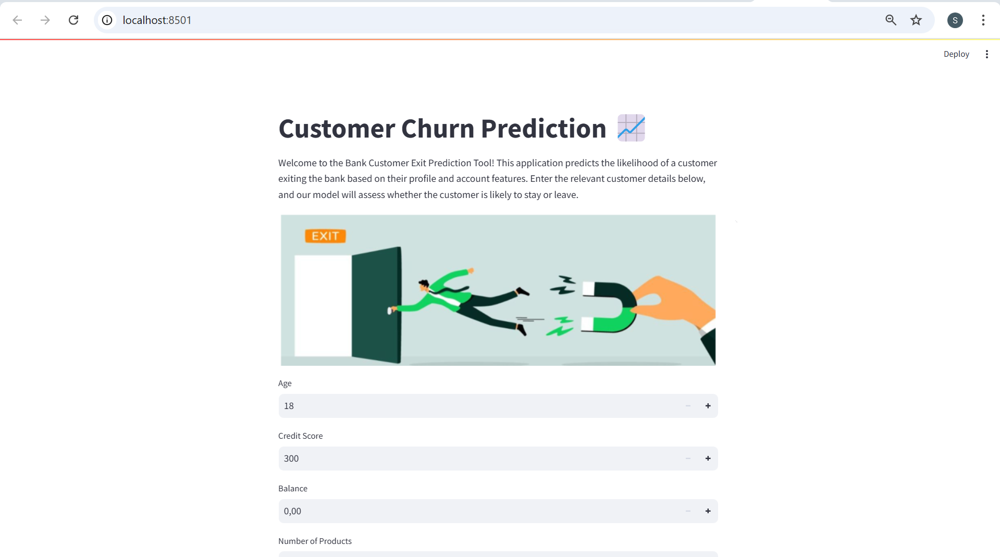 localhost:8501
S
Deploy
Customer Churn Prediction
Welcome to the Bank Customer Exit Prediction Tool! This application predicts the likelihood of a customer
exiting the bank based on their profile and account features. Enter the relevant customer details below,
and our model will assess whether the customer is likely to stay or leave.
EXIT
Age
18
Credit Score
300
Balance
0,00
Number of Products